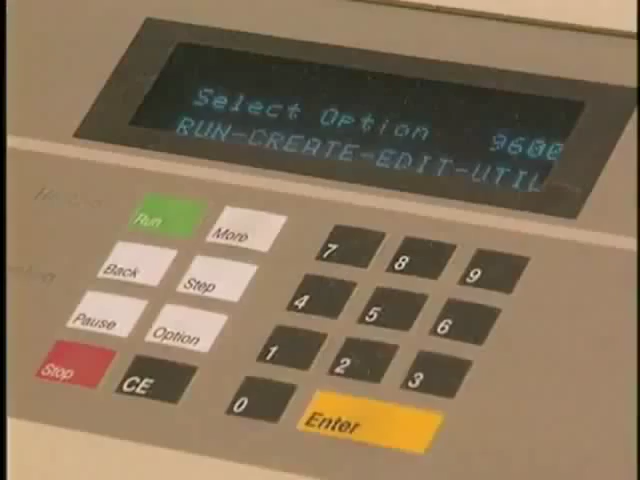 Select Option 9600
RUN-CREATE-EDIT-UTIL
Run More
Back Step
Pause Option
Stop CE
7 8 9
4 5 6
1 2 3
0 Enter